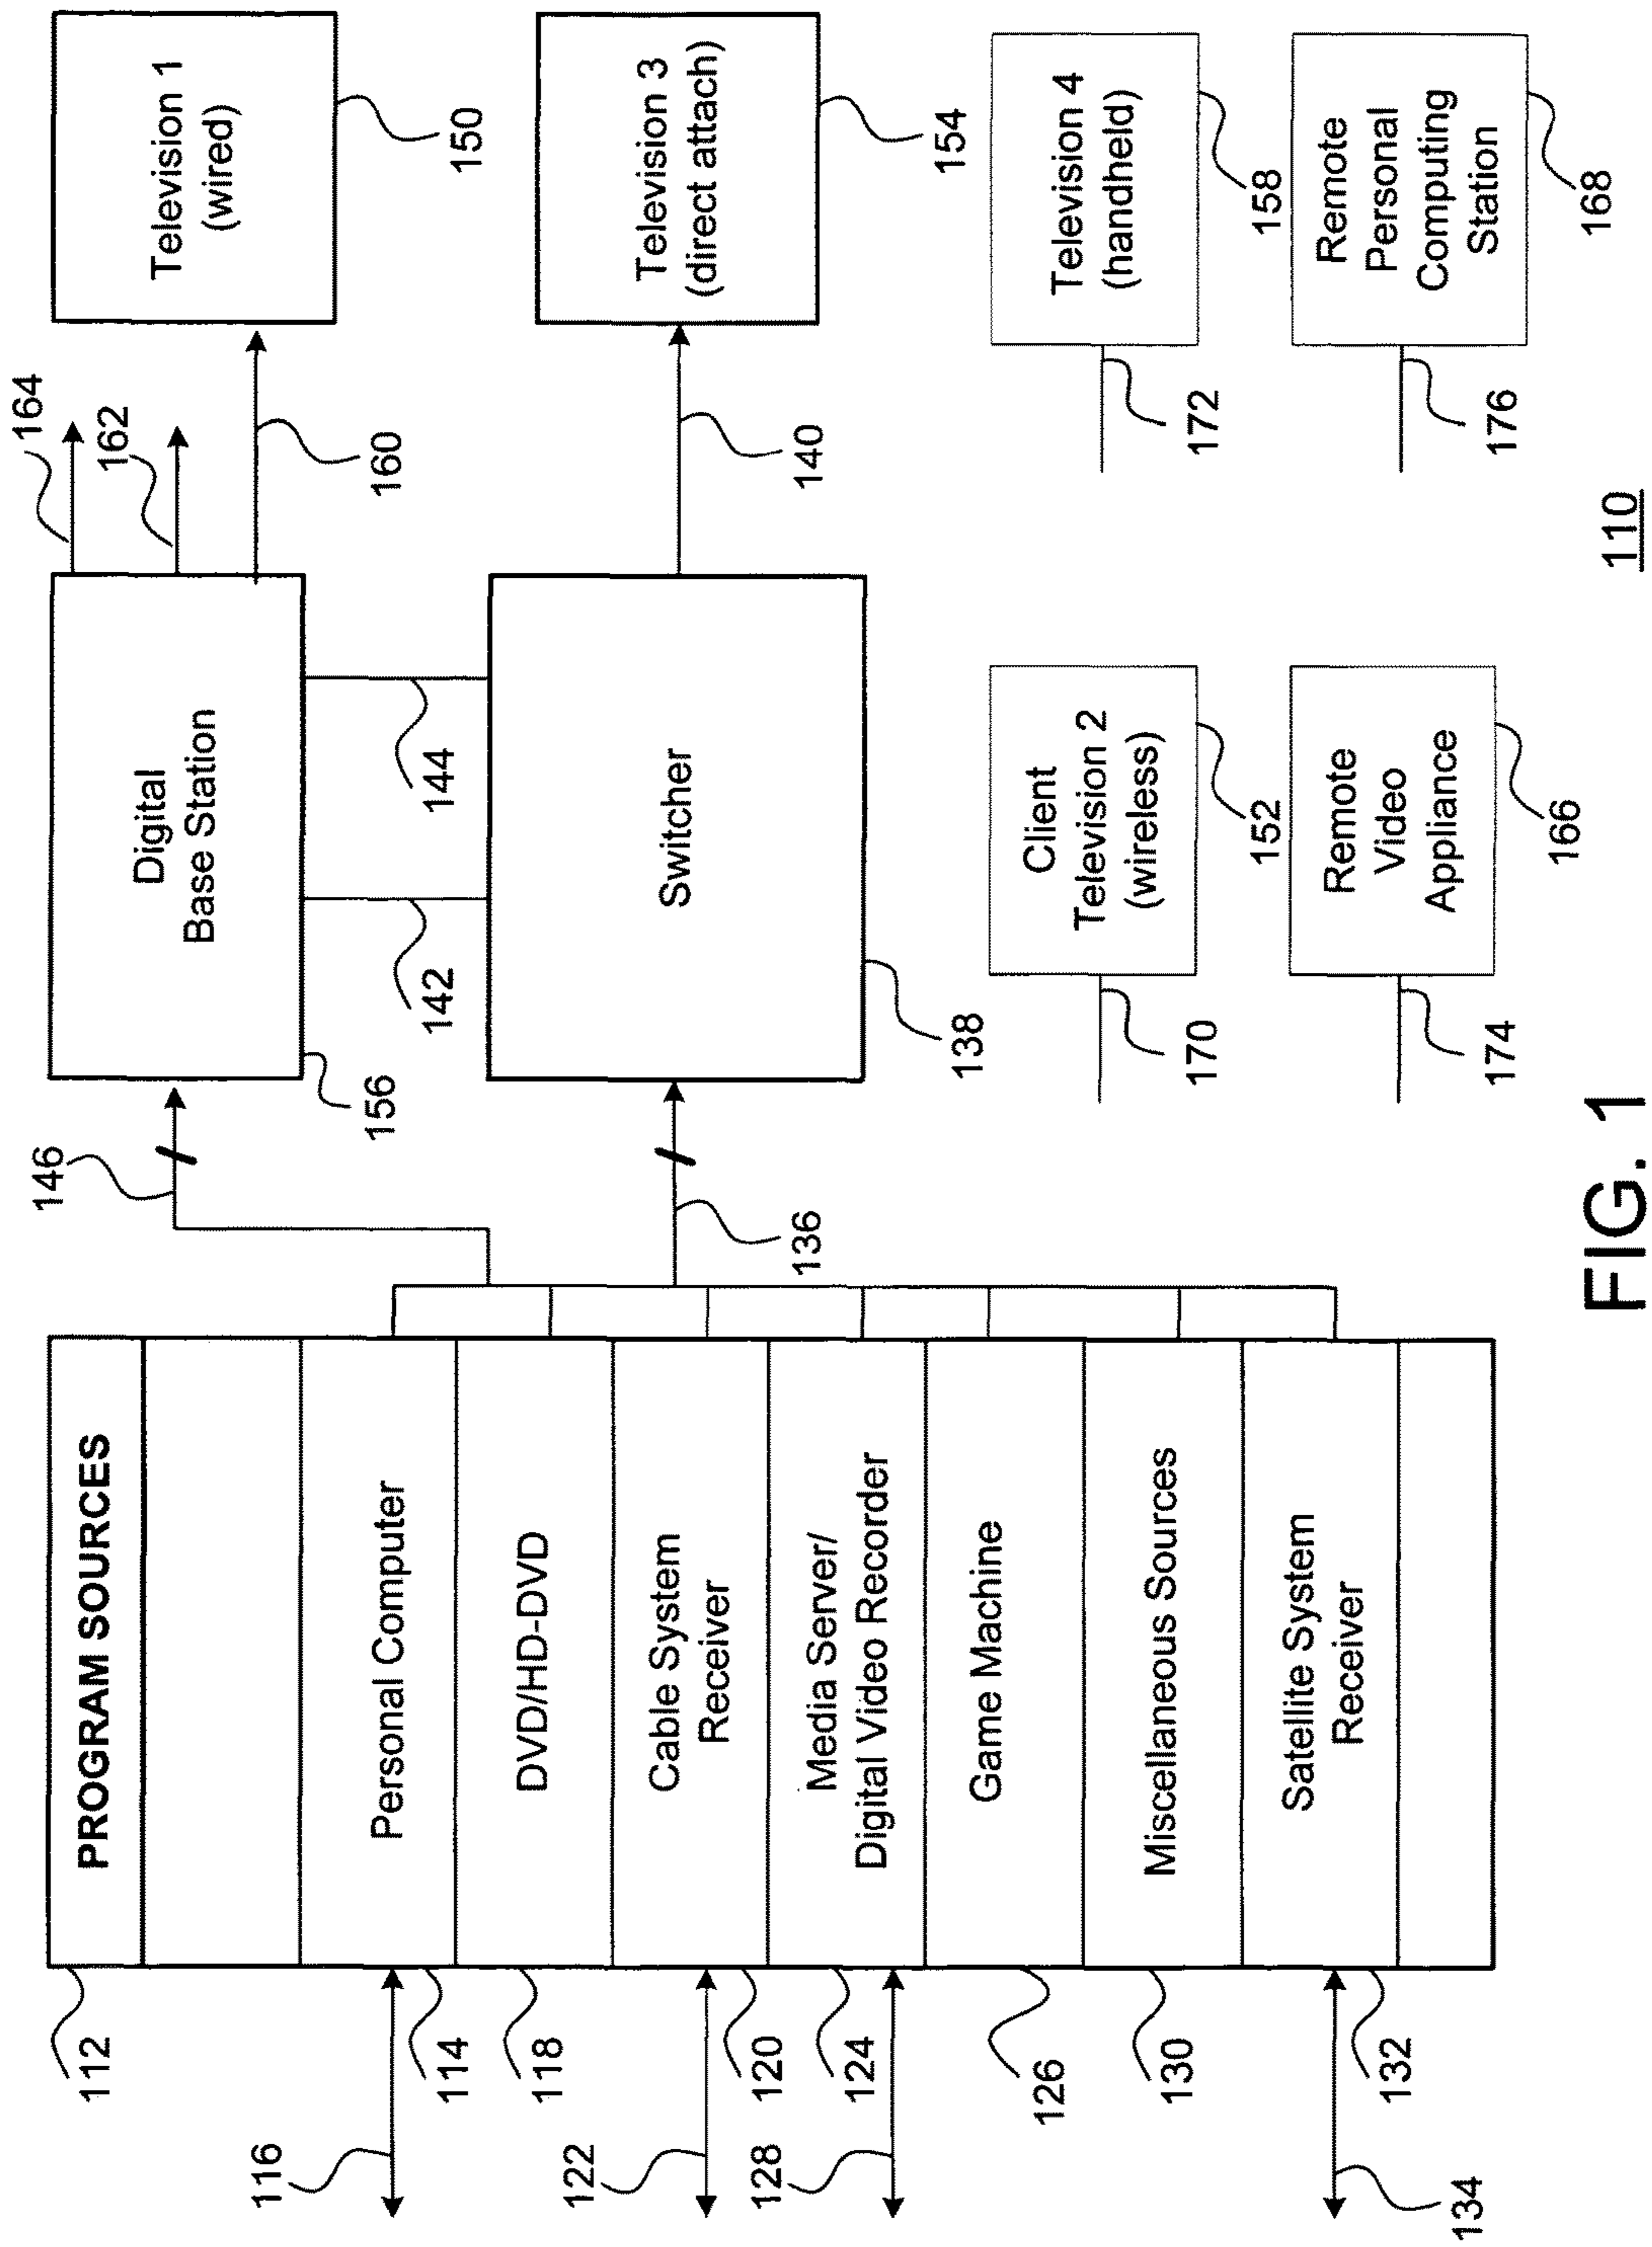 PROGRAM SOURCES
112
Personal Computer
114
116
DVD/HD-DVD
118
Cable System
Receiver
120
122
Media Server/
Digital Video Recorder
124
128
Game Machine
126
Miscellaneous Sources
130
Satellite System
Receiver
132
134
146
136
Digital
Base Station
156
142
144
Switcher
138
164
162
160
140
Television 1
(wired)
150
Television 3
(direct attach)
154
Client
Television 2
(wireless)
152
170
Television 4
(handheld)
158
172
Remote
Video
Appliance
166
174
Remote
Personal
Computing
Station
168
176
110
FIG. 1